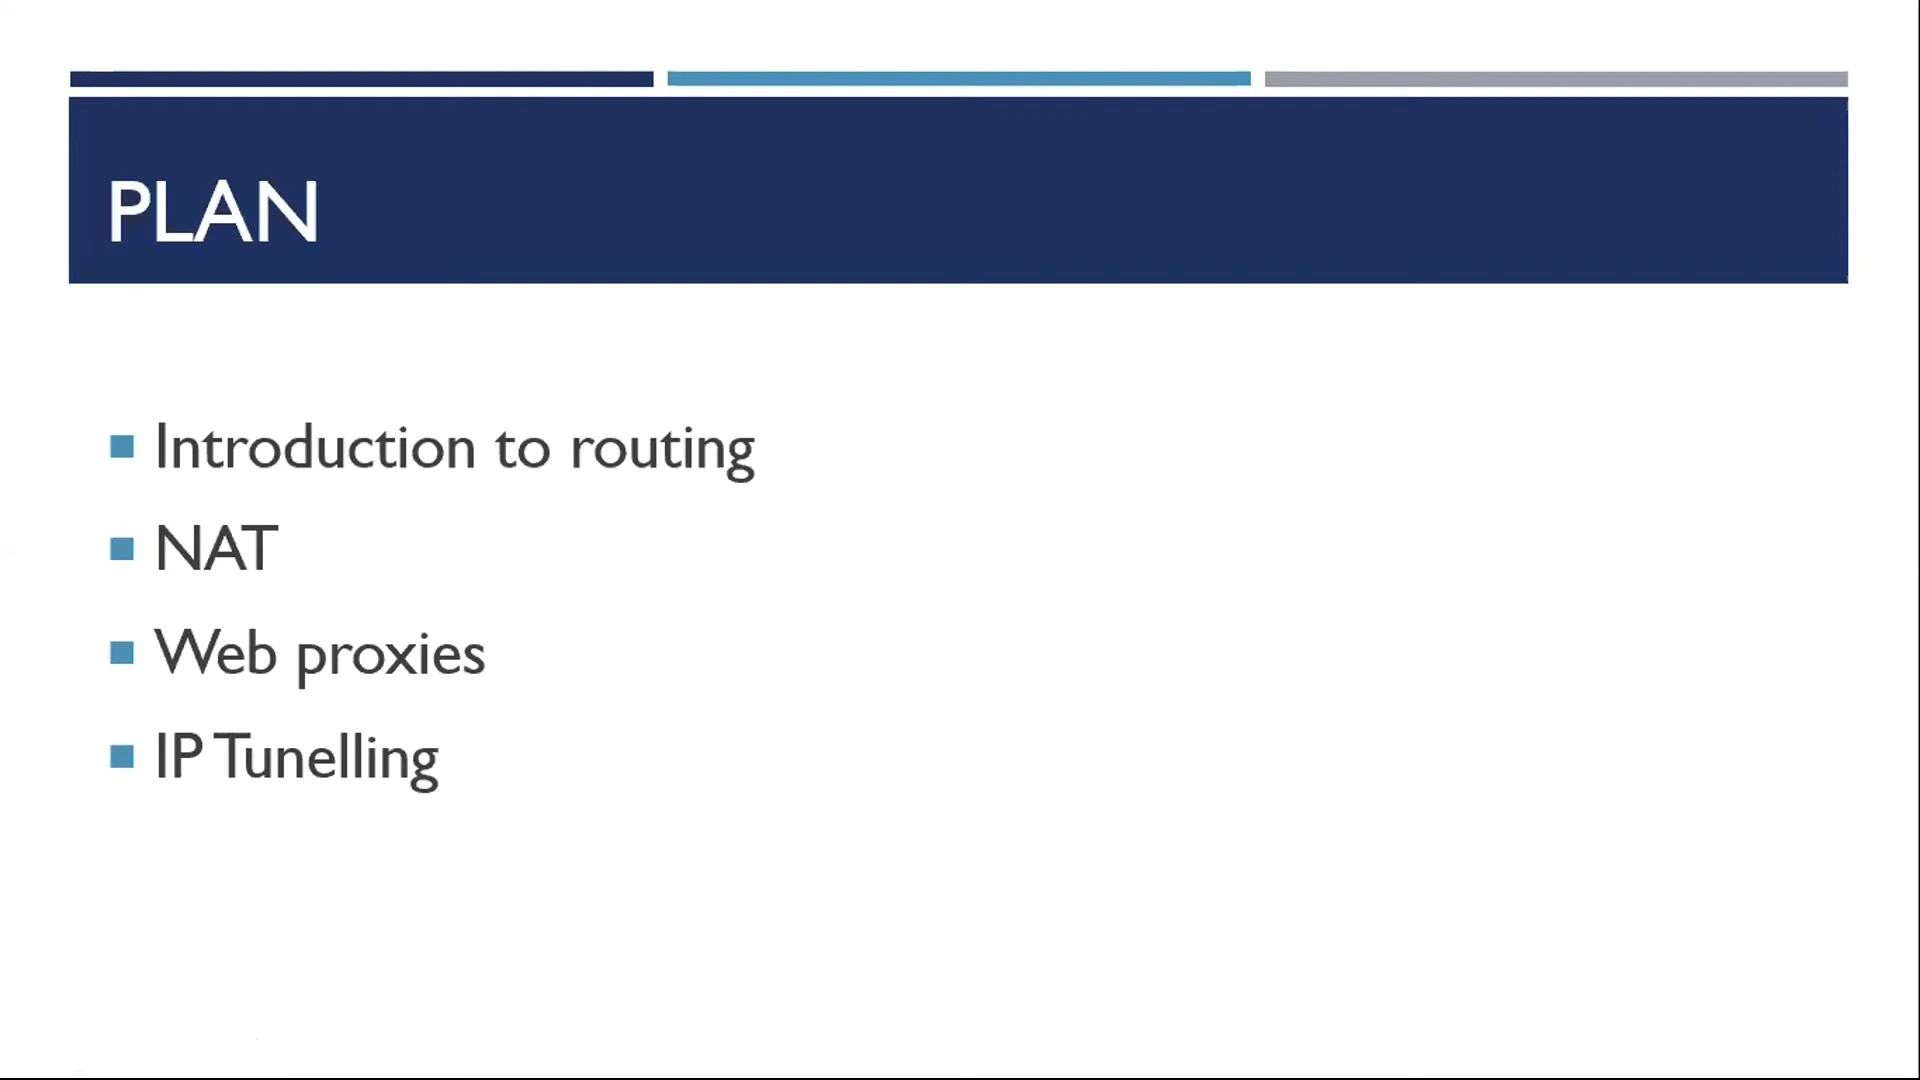 PLAN
Introduction to routing
NAT
Web proxies
IP Tunelling